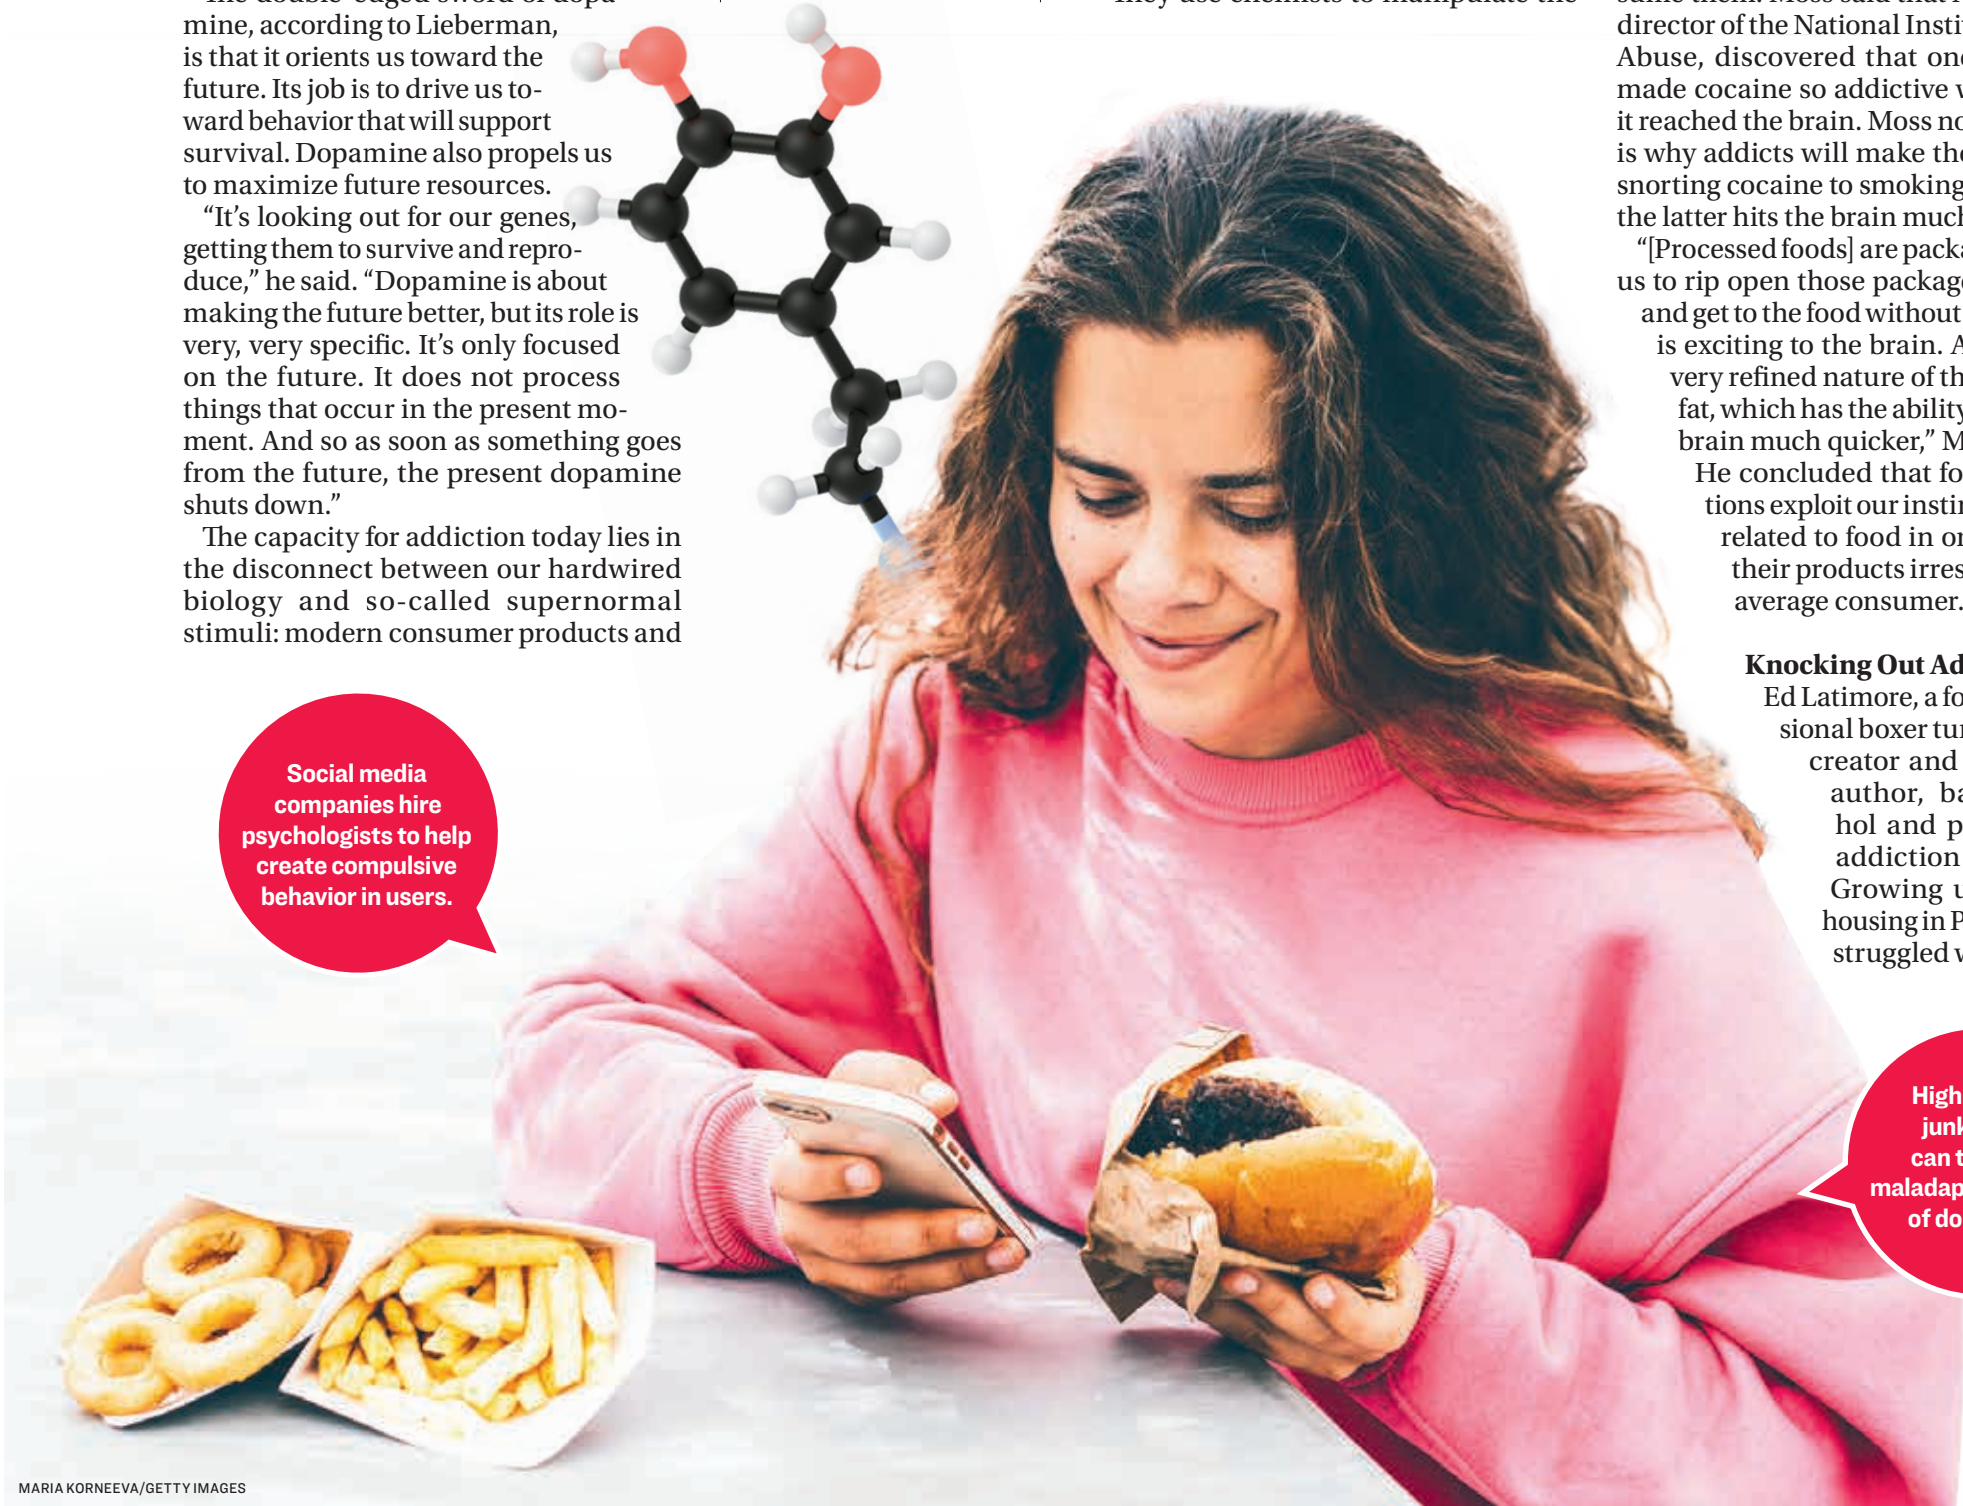 mine, according to Lieberman,
is that it orients us toward the
future. Its job is to drive us to-
ward behavior that will support
survival. Dopamine also propels us
to maximize future resources.
“It’s looking out for our genes,
getting them to survive and repro-
duce,” he said. “Dopamine is about
making the future better, but its role is
very, very specific. It’s only focused
on the future. It does not process
things that occur in the present mo-
ment. And so as soon as something goes
from the future, the present dopamine
shuts down.”
The capacity for addiction today lies in
the disconnect between our hardwired
biology and so-called supernormal
stimuli: modern consumer products and
Social media
companies hire
psychologists to help
create compulsive
behavior in users.
MARIA KORNEEVA/GETTY IMAGES
director of the National Insti
Abuse, discovered that on
made cocaine so addictive
it reached the brain. Moss no
is why addicts will make the
snorting cocaine to smoking
the latter hits the brain much
“[Processed foods] are packa
us to rip open those package
and get to the food without
is exciting to the brain. A
very refined nature of th
fat, which has the ability
brain much quicker,” M
He concluded that fo
tions exploit our instin
related to food in or
their products irres
average consumer.
Knocking Out Ad
Ed Latimore, a fo
sional boxer tur
creator and
author, ba
hol and p
addiction
Growing u
housing in P
struggled w
High
junk
can t
maladap
of do